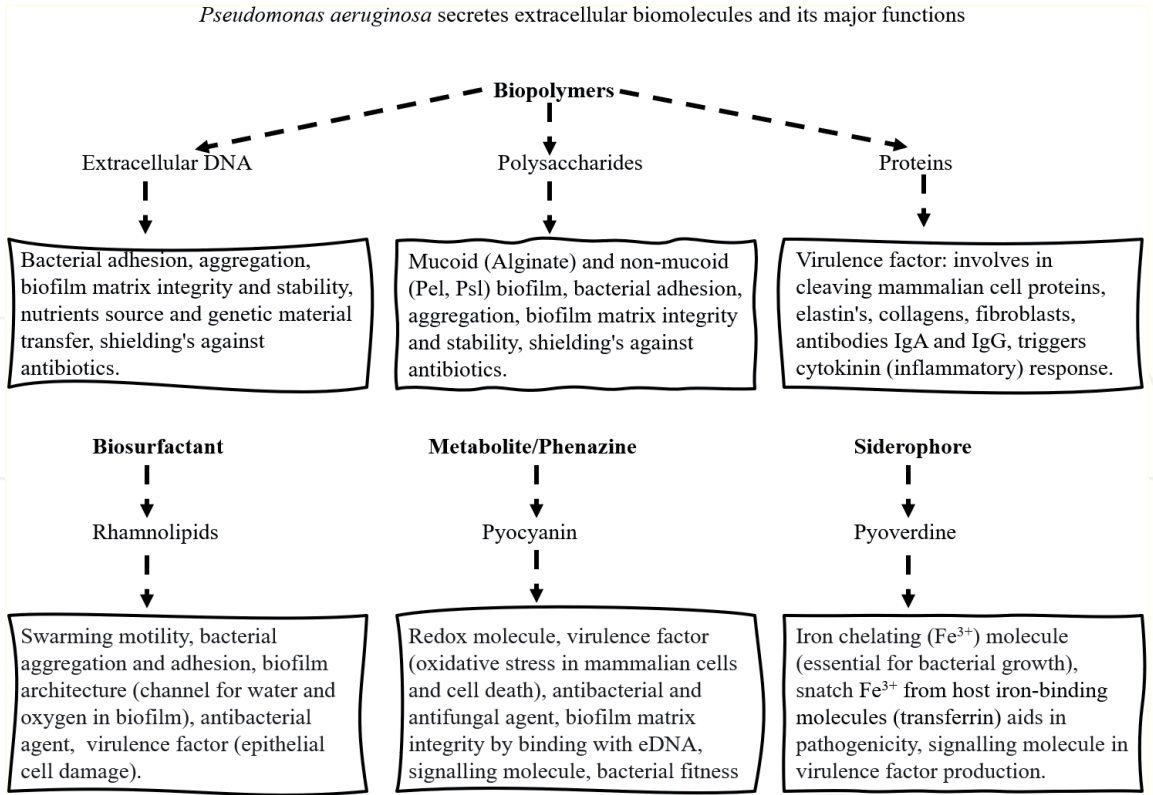 Pseudomonas aeruginosa secretes extracellular biomolecules and its major functions
Biopolymers
Extracellular DNA
Polysaccharides
Proteins
Bacterial adhesion, aggregation,
biofilm matrix integrity and stability,
nutrients source and genetic material
transfer, shielding's against
antibiotics.
Mucoid (Alginate) and non-mucoid
(Pel, Psl) biofilm, bacterial adhesion,
aggregation, biofilm matrix integrity
and stability, shielding's against
antibiotics.
Virulence factor: involves in
cleaving mammalian cell proteins,
elastin's, collagens, fibroblasts,
antibodies IgA and IgG, triggers
cytokinin (inflammatory) response.
Biosurfactant
Metabolite/Phenazine
Siderophore
Rhamnolipids
Pyocyanin
Pyoverdine
Swarming motility, bacterial
aggregation and adhesion, biofilm
architecture (channel for water and
oxygen in biofilm), antibacterial
agent, virulence factor (epithelial
cell damage).
Redox molecule, virulence factor
(oxidative stress in mammalian cells
and cell death), antibacterial and
antifungal agent, biofilm matrix
integrity by binding with eDNA,
signalling molecule, bacterial fitness
Iron chelating (Fe³⁺) molecule
(essential for bacterial growth),
snatch Fe³⁺ from host iron-binding
molecules (transferrin) aids in
pathogenicity, signalling molecule in
virulence factor production.